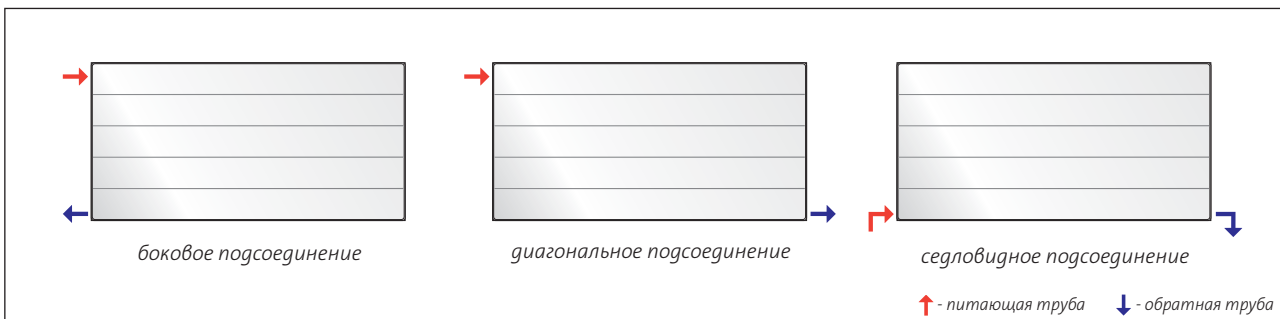 боковое подсоединение
диагональное подсоединение
седловидное подсоединение
- питающая труба - обратная труба